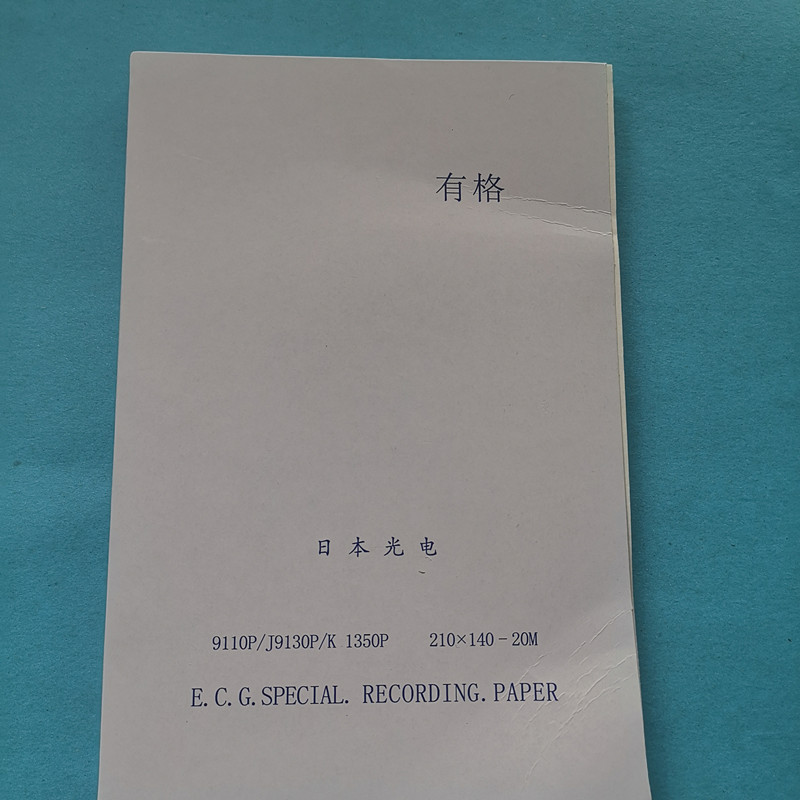 有格
日本光电
9110P/J9130P/K 1350P 210×140-20M
E.C.G.SPECIAL. RECORDING.PAPER